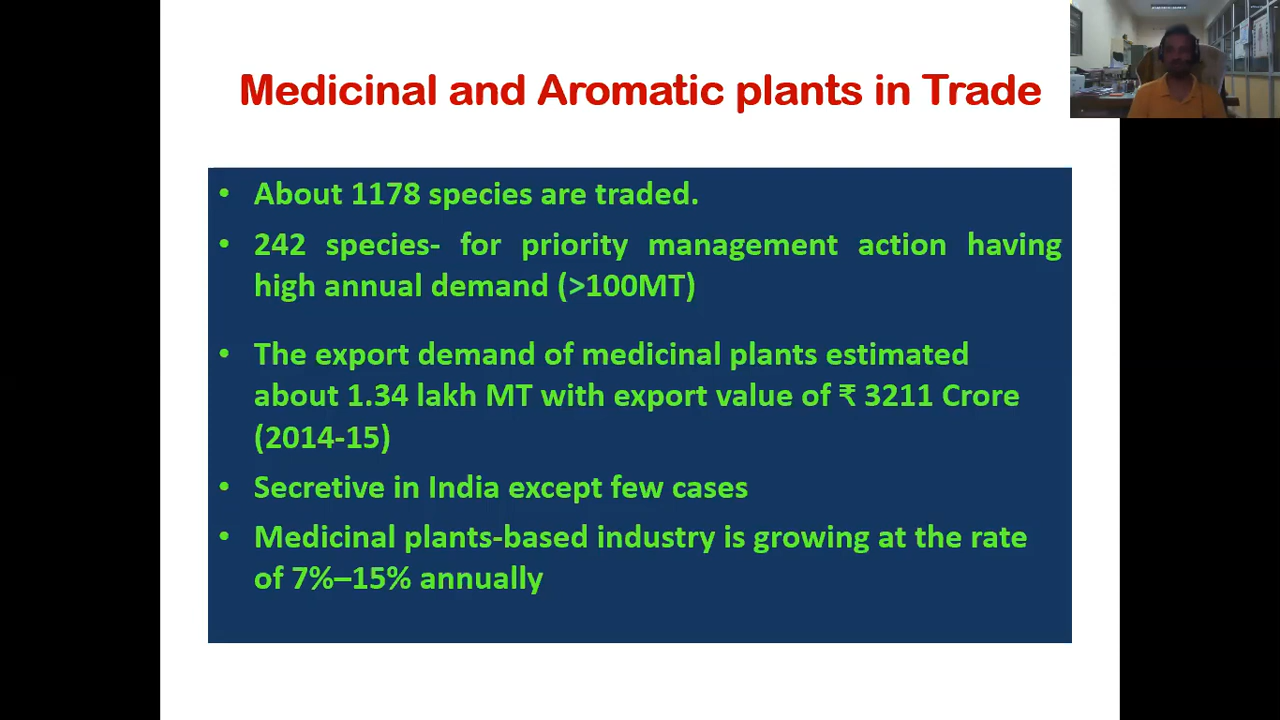 Medicinal and Aromatic plants in Trade
• About 1178 species are traded.
• 242 species- for priority management action having
high annual demand (>100MT)
• The export demand of medicinal plants estimated
about 1.34 lakh MT with export value of ₹ 3211 Crore
(2014-15)
• Secretive in India except few cases
• Medicinal plants-based industry is growing at the rate
of 7%–15% annually